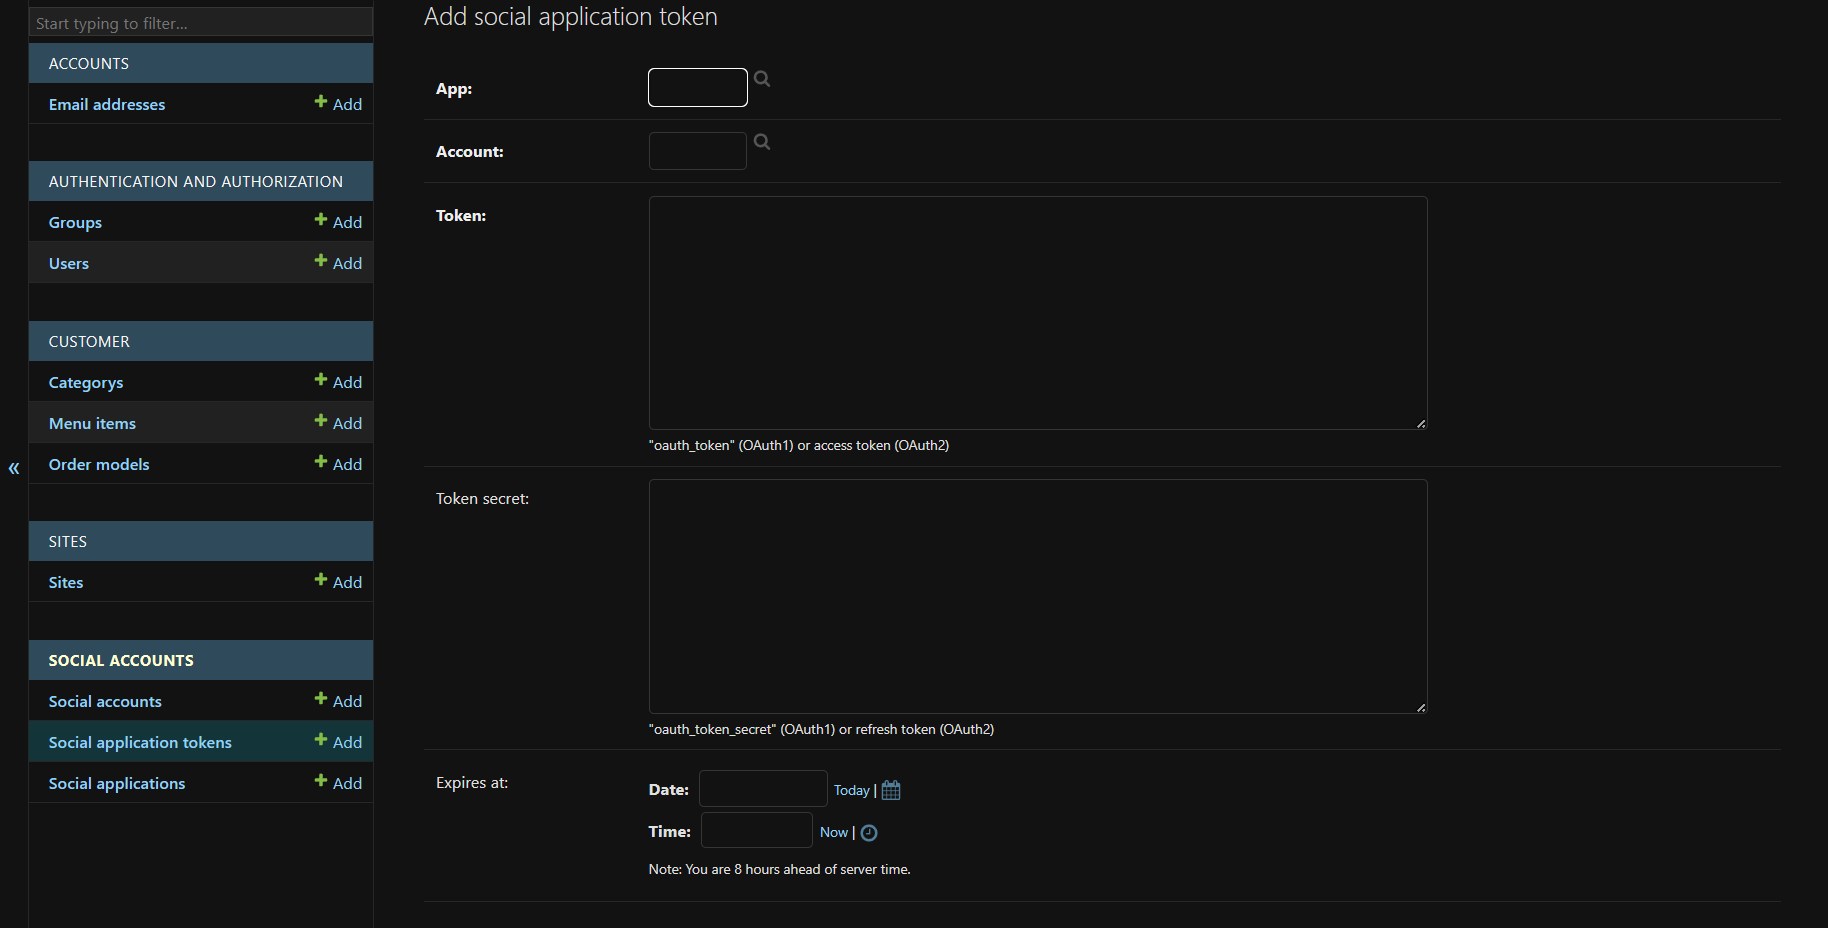 Start typing to filter...
ACCOUNTS
Email addresses Add
AUTHENTICATION AND AUTHORIZATION
Groups Add
Users Add
CUSTOMER
Categorys Add
Menu items Add
Order models Add
«
SITES
Sites Add
SOCIAL ACCOUNTS
Social accounts Add
Social application tokens Add
Social applications Add
Add social application token
App:
Account:
Token:
"oauth_token" (OAuth1) or access token (OAuth2)
Token secret:
"oauth_token_secret" (OAuth1) or refresh token (OAuth2)
Expires at:
Date: Today |
Time: Now |
Note: You are 8 hours ahead of server time.